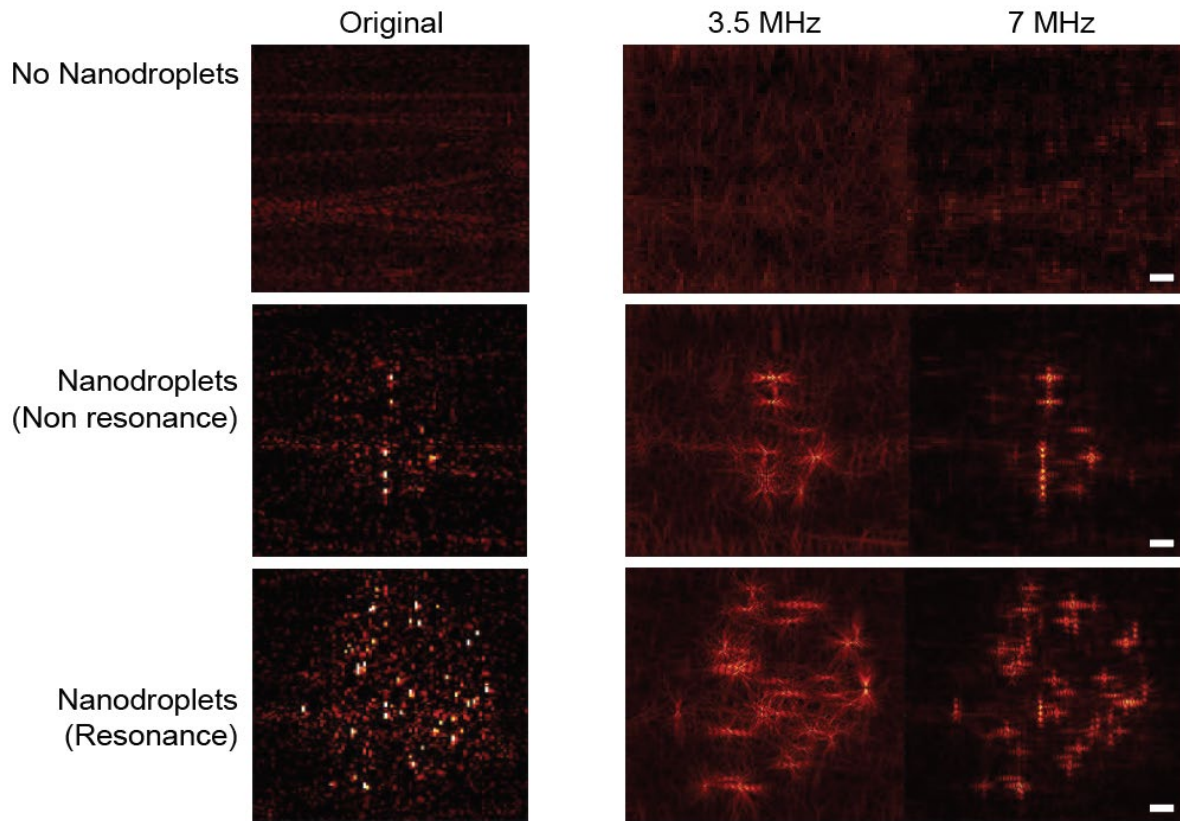 Original
3.5 MHz
7 MHz
No Nanodroplets
Nanodroplets
(Non resonance)
Nanodroplets
(Resonance)